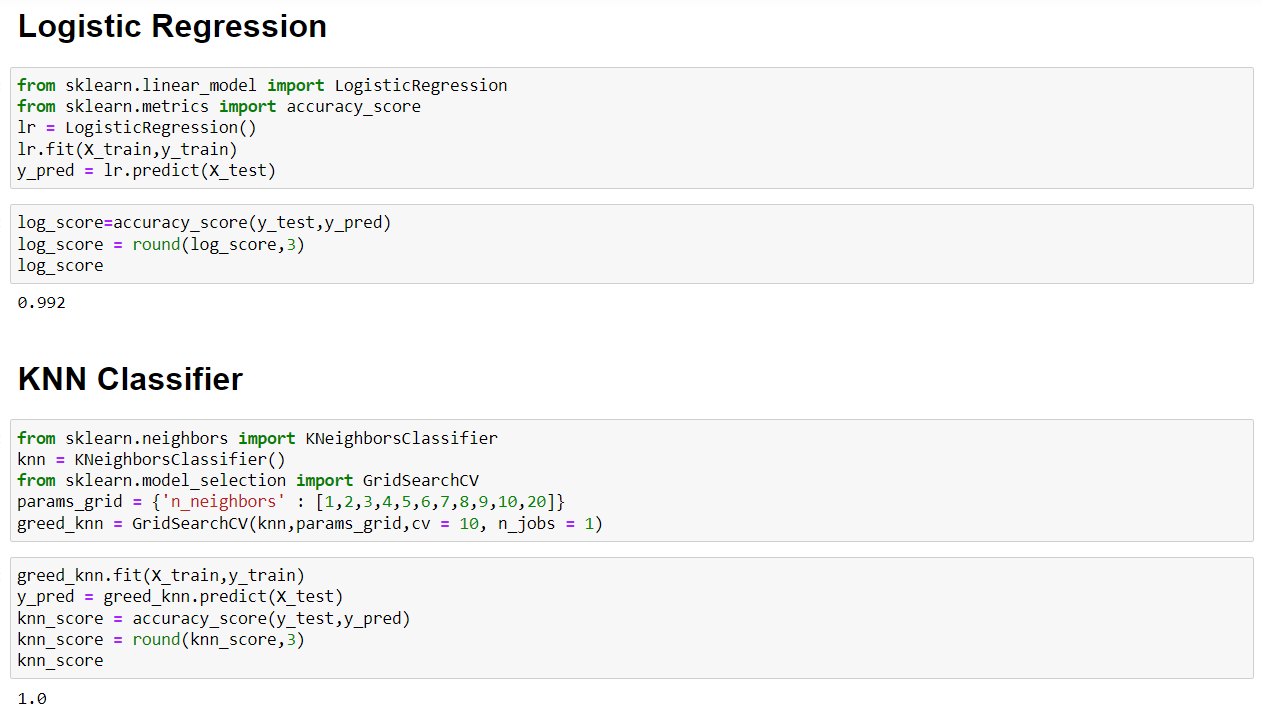 Logistic Regression
from sklearn.linear_model import LogisticRegression
from sklearn.metrics import accuracy_score
lr = LogisticRegression()
lr.fit(X_train,y_train)
y_pred = lr.predict(X_test)
log_score=accuracy_score(y_test,y_pred)
log_score = round(log_score,3)
log_score
0.992
KNN Classifier
from sklearn.neighbors import KNeighborsClassifier
knn = KNeighborsClassifier()
from sklearn.model_selection import GridSearchCV
params_grid = {'n_neighbors' : [1,2,3,4,5,6,7,8,9,10,20]}
greed_knn = GridSearchCV(knn,params_grid,cv = 10, n_jobs = 1)
greed_knn.fit(X_train,y_train)
y_pred = greed_knn.predict(X_test)
knn_score = accuracy_score(y_test,y_pred)
knn_score = round(knn_score,3)
knn_score
1.0